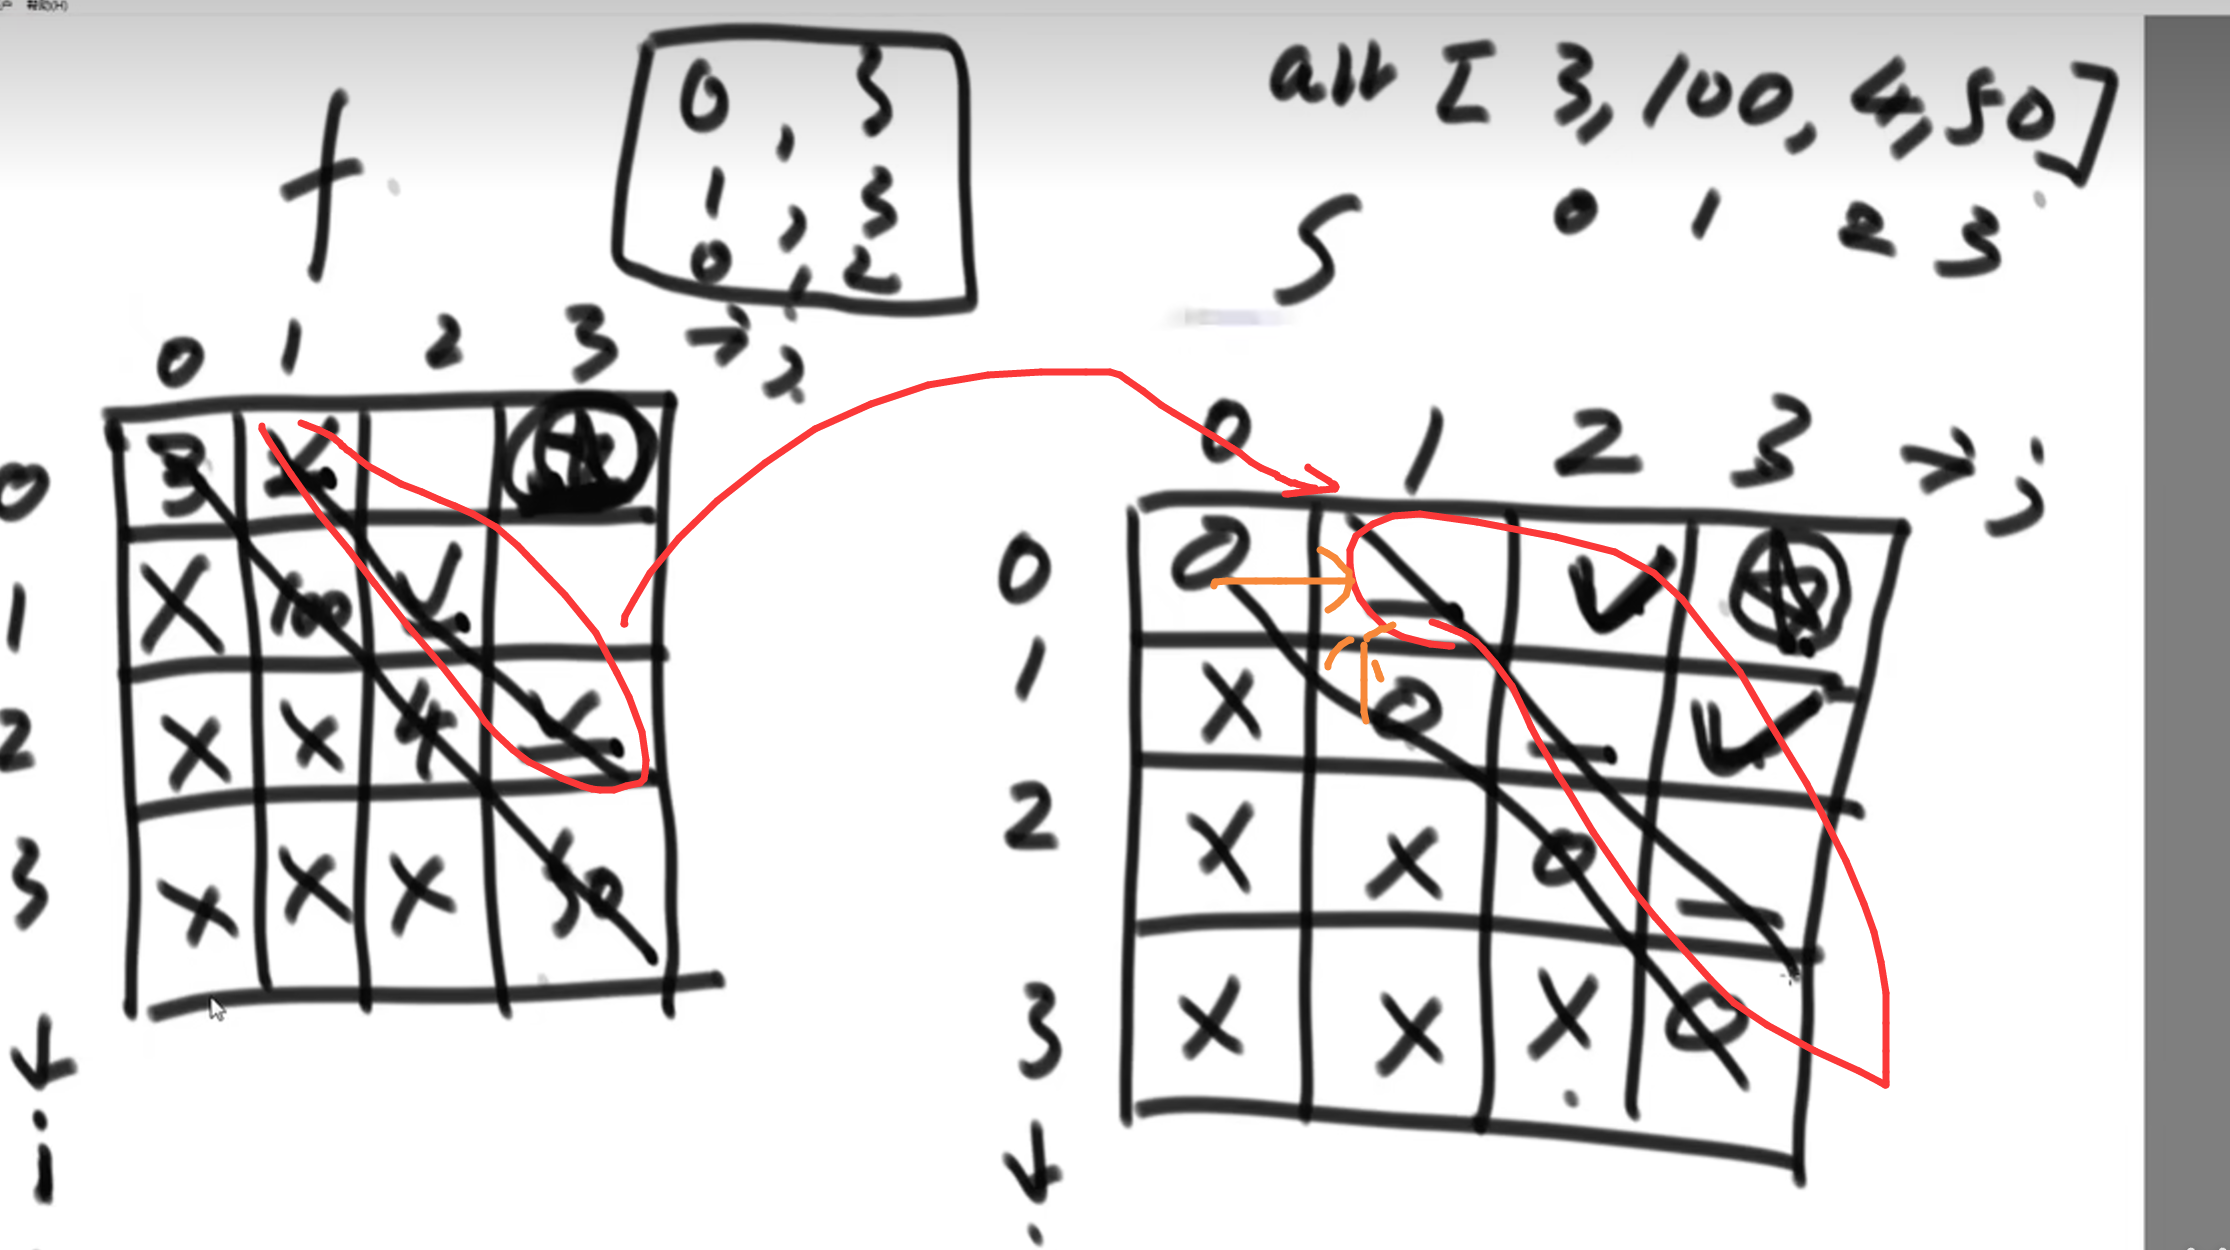 帮助(H)
f
0 , 3
1 , 3
0 , 2
arr [ 3, 100, 4, 50 ]
0 1 2 3
S
0 1 2 3 → j
0 3
1 X 100 ✓
2 X X 4
3 X X X 50
↓
i
0 1 2 3 → j
0 0 ✓
1 X 0 ✓
2 X X 0
3 X X X 0
↓